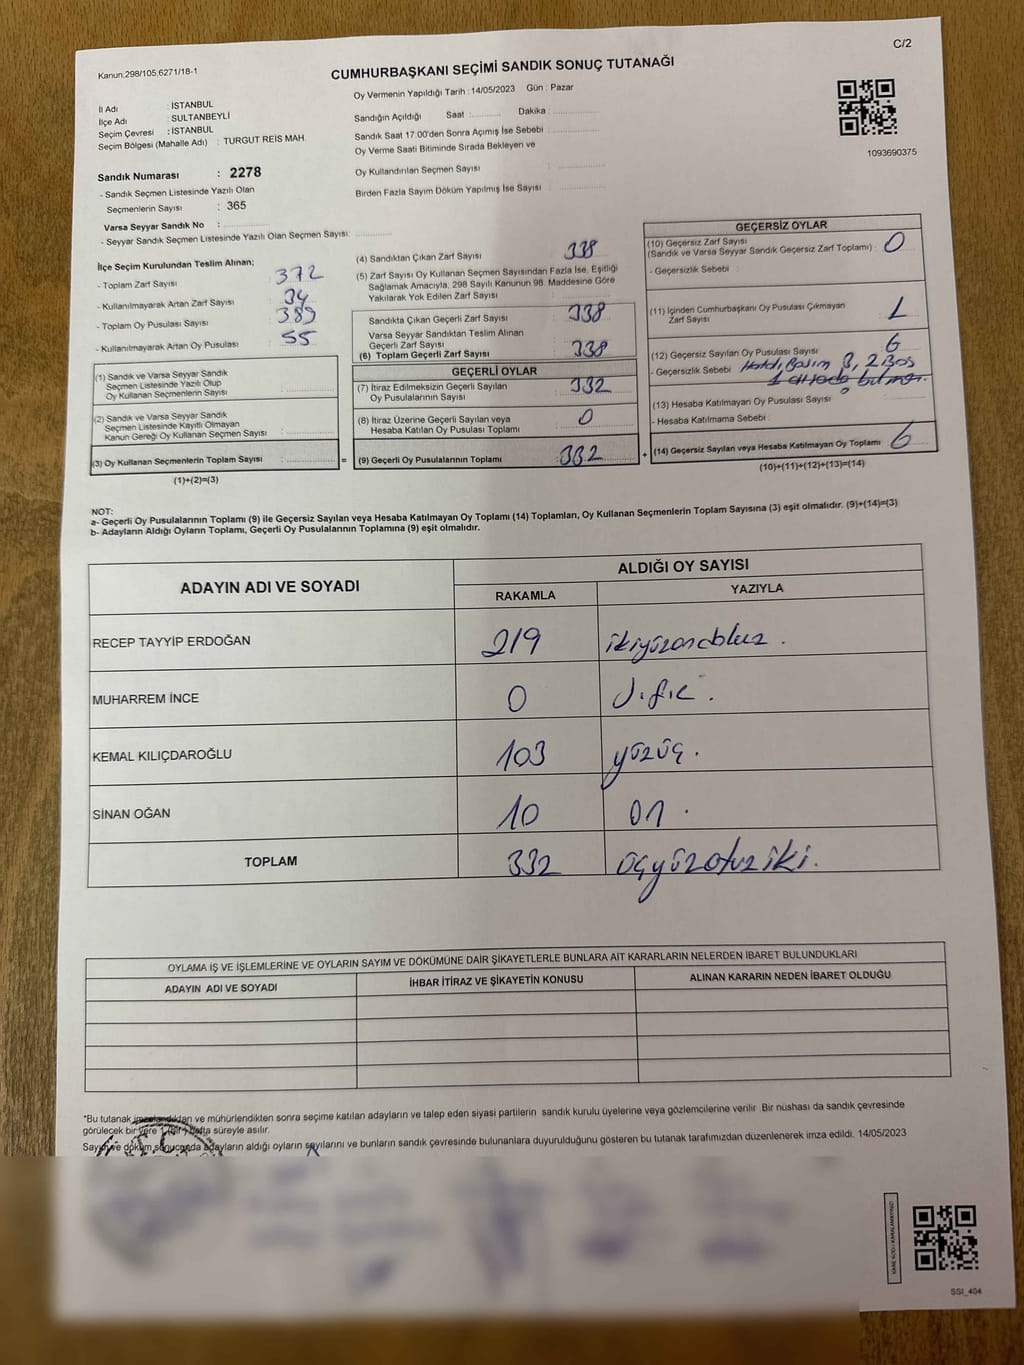 C/2
Kanun:298/105;6271/18-1
CUMHURBAŞKANI SEÇİMİ SANDIK SONUÇ TUTANAĞI
Oy Vermenin Yapıldığı Tarih : 14/05/2023 Gün : Pazar
İl Adı : İSTANBUL
İlçe Adı : SULTANBEYLİ
Seçim Çevresi : İSTANBUL
Seçim Bölgesi (Mahalle Adı) : TURGUT REİS MAH.
Sandığın Açıldığı Saat : Dakika :
Sandık Saat 17:00'den Sonra Açımış İse Sebebi :
Oy Verme Saati Bitiminde Sırada Bekleyen ve
Oy Kullandırılan Seçmen Sayısı :
Birden Fazla Sayım Döküm Yapılmış İse Sayısı :
1093690375
Sandık Numarası : 2278
- Sandık Seçmen Listesinde Yazılı Olan
Seçmenlerin Sayısı : 365
Varsa Seyyar Sandık No :
- Seyyar Sandık Seçmen Listesinde Yazılı Olan Seçmen Sayısı:
İlçe Seçim Kurulundan Teslim Alınan;
- Toplam Zarf Sayısı : 372
- Kullanılmayarak Artan Zarf Sayısı : 34
- Toplam Oy Pusulası Sayısı : 389
- Kullanılmayarak Artan Oy Pusulası : 55
(1) Sandık ve Varsa Seyyar Sandık
Seçmen Listesinde Yazılı Olup
Oy Kullanan Seçmenlerin Sayısı :
(2) Sandık ve Varsa Seyyar Sandık
Seçmen Listesinde Kayıtlı Olmayan
Kanun Gereği Oy Kullanan Seçmen Sayısı :
(3) Oy Kullanan Seçmenlerin Toplam Sayısı :
(1)+(2)=(3)
(4) Sandıktan Çıkan Zarf Sayısı : 338
(5) Zarf Sayısı Oy Kullanan Seçmen Sayısından Fazla İse, Eşitliği
Sağlamak Amacıyla, 298 Sayılı Kanunun 98. Maddesine Göre
Yakılarak Yok Edilen Zarf Sayısı :
Sandıkta Çıkan Geçerli Zarf Sayısı : 338
Varsa Seyyar Sandıktan Teslim Alınan
Geçerli Zarf Sayısı :
(6) Toplam Geçerli Zarf Sayısı : 338
GEÇERLİ OYLAR
(7) İtiraz Edilmeksizin Geçerli Sayılan
Oy Pusulalarının Sayısı : 332
(8) İtiraz Üzerine Geçerli Sayılan veya
Hesaba Katılan Oy Pusulası Toplamı : 0
= (9) Geçerli Oy Pusulalarının Toplamı : 332
GEÇERSİZ OYLAR
(10) Geçersiz Zarf Sayısı
(Sandık ve Varsa Seyyar Sandık Geçersiz Zarf Toplamı) : 0
- Geçersizlik Sebebi :
(11) İçinden Cumhurbaşkanı Oy Pusulası Çıkmayan
Zarf Sayısı : 1
(12) Geçersiz Sayılan Oy Pusulası Sayısı : 6
- Geçersizlik Sebebi : Hatalı Basım 3, 2 Boş
(13) Hesaba Katılmayan Oy Pusulası Sayısı :
- Hesaba Katılmama Sebebi :
+ (14) Geçersiz Sayılan veya Hesaba Katılmayan Oy Toplamı : 6
(10)+(11)+(12)+(13)=(14)
NOT:
a- Geçerli Oy Pusulalarının Toplamı (9) ile Geçersiz Sayılan veya Hesaba Katılmayan Oy Toplamı (14) Toplamları, Oy Kullanan Seçmenlerin Toplam Sayısına (3) eşit olmalıdır. (9)+(14)=(3)
b- Adayların Aldığı Oyların Toplamı, Geçerli Oy Pusulalarının Toplamına (9) eşit olmalıdır.
ADAYIN ADI VE SOYADI
ALDIĞI OY SAYISI
RAKAMLA YAZIYLA
RECEP TAYYİP ERDOĞAN 219 ikiyüzondokuz.
MUHARREM İNCE 0 Sıfır.
KEMAL KILIÇDAROĞLU 103 yüzüç.
SİNAN OĞAN 10 on.
TOPLAM 332 üçyüzotuziki.
OYLAMA İŞ VE İŞLEMLERİNE VE OYLARIN SAYIM VE DÖKÜMÜNE DAİR ŞİKAYETLERLE BUNLARA AİT KARARLARIN NELERDEN İBARET BULUNDUKLARI
ADAYIN ADI VE SOYADI İHBAR İTİRAZ VE ŞİKAYETİN KONUSU ALINAN KARARIN NEDEN İBARET OLDUĞU
*Bu tutanak imzalandıktan ve mühürlendikten sonra seçime katılan adayların ve talep eden siyasi partilerin sandık kurulu üyelerine veya gözlemcilerine verilir. Bir nüshası da sandık çevresinde
görülecek bir yere 1 (bir) hafta süreyle asılır.
Sayım ve döküm sonucunda adayların aldığı oyların sayılarını ve bunların sandık çevresinde bulunanlara duyurulduğunu gösteren bu tutanak tarafımızdan düzenlenerek imza edildi. 14/05/2023
SSI_404